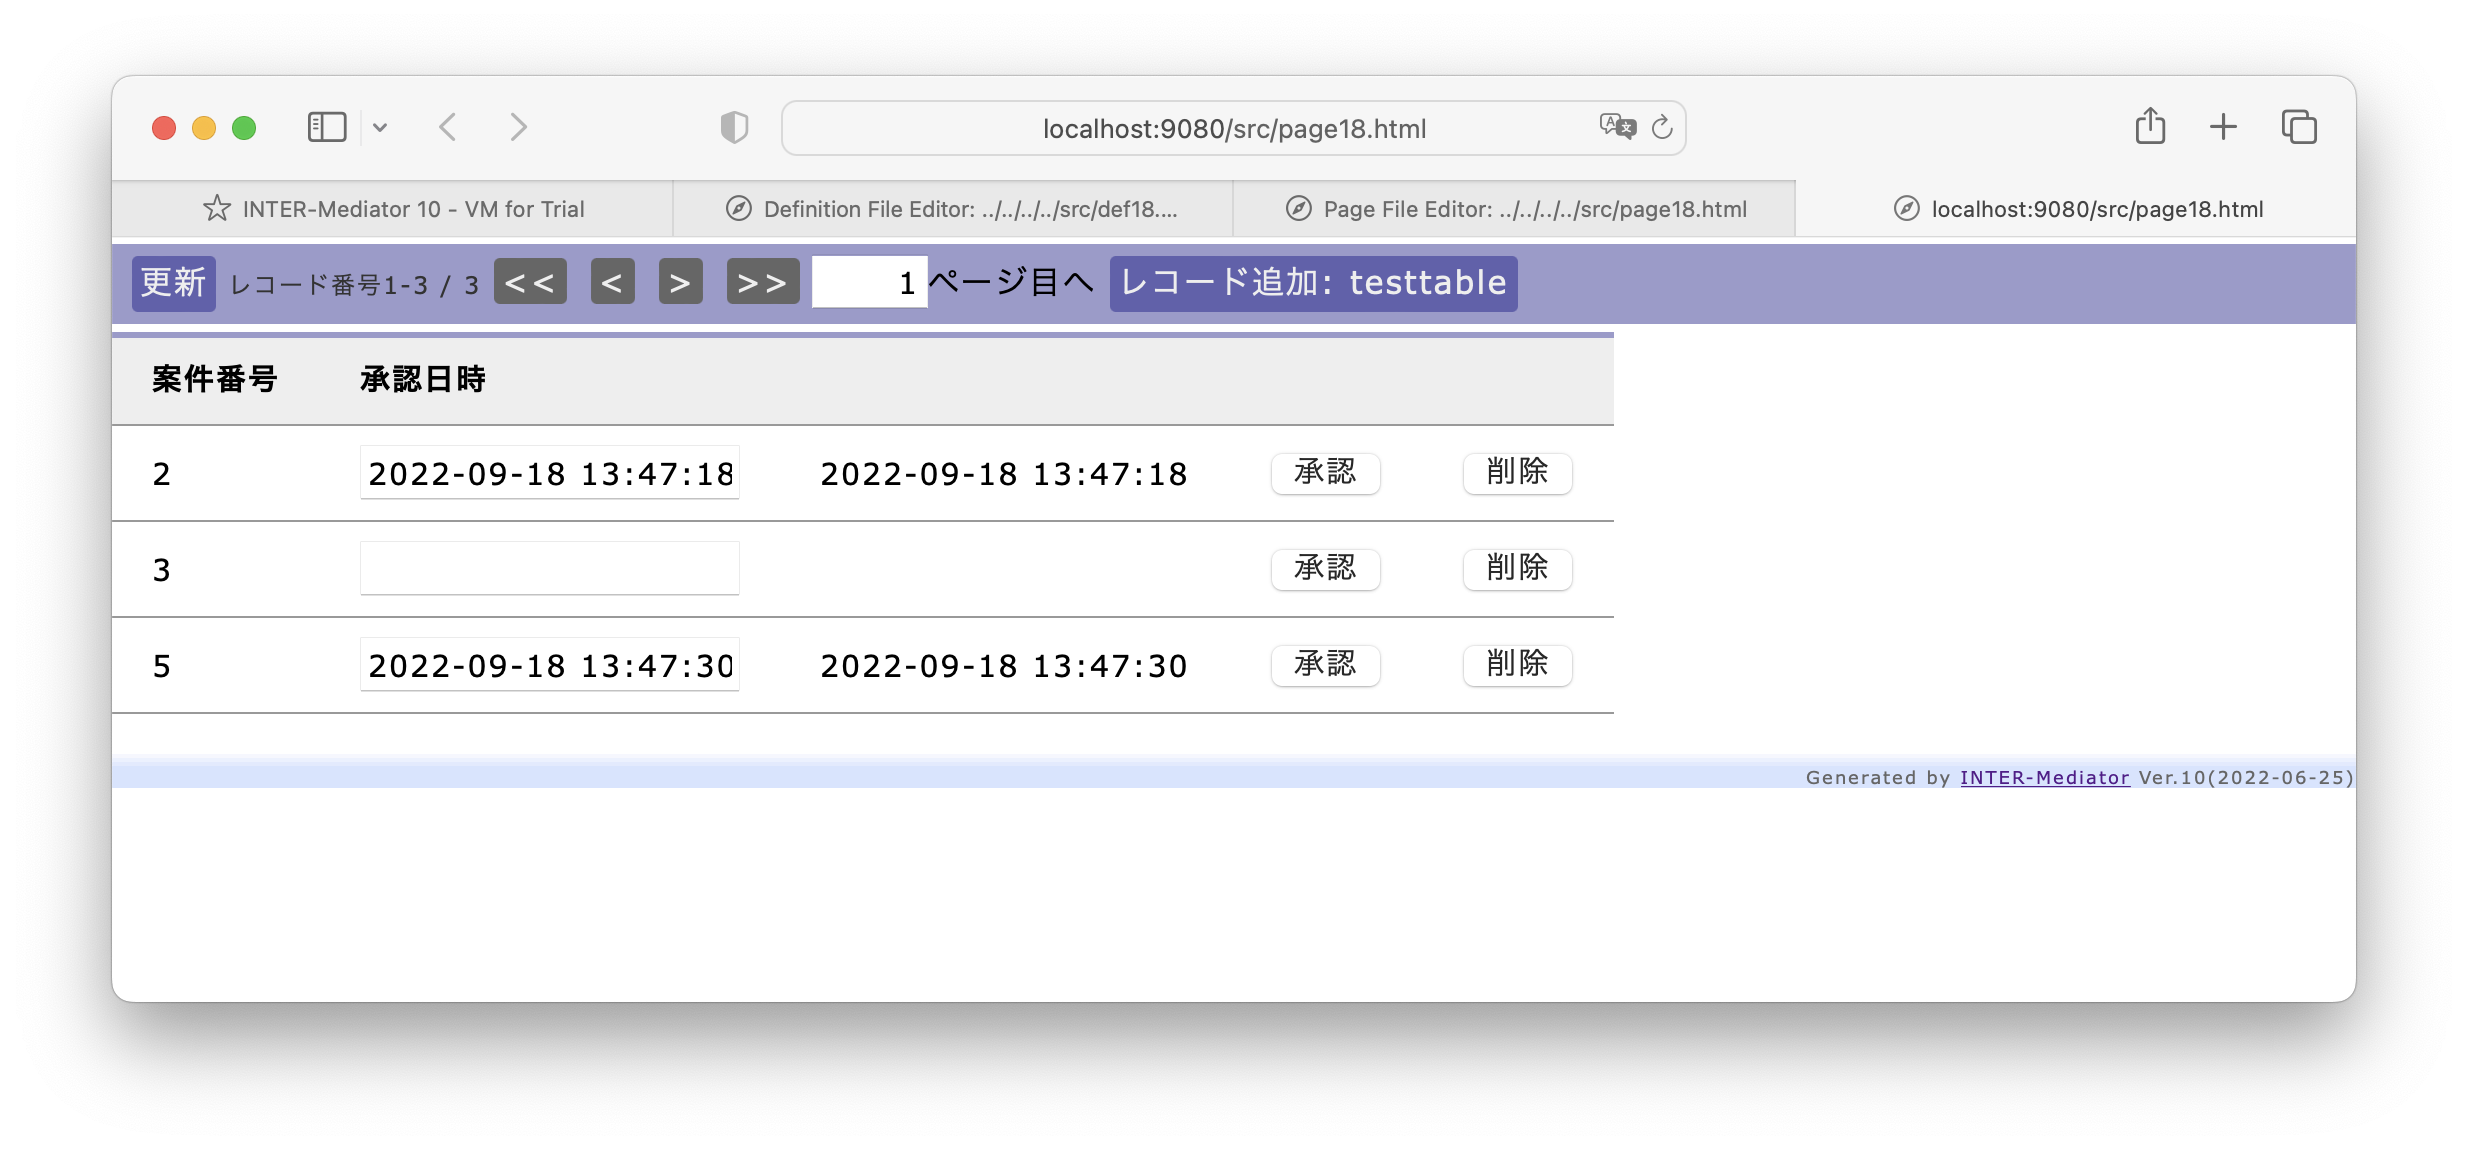 localhost:9080/src/page18.html
INTER-Mediator 10 - VM for Trial
Definition File Editor: ../../../../src/def18....
Page File Editor: ../../../../src/page18.html
localhost:9080/src/page18.html
更新 レコード番号1-3 / 3 << < > >> 1 ページ目へ レコード追加: testtable
案件番号 承認日時
2 2022-09-18 13:47:18 2022-09-18 13:47:18 承認 削除
3 承認 削除
5 2022-09-18 13:47:30 2022-09-18 13:47:30 承認 削除
Generated by INTER-Mediator Ver.10(2022-06-25)